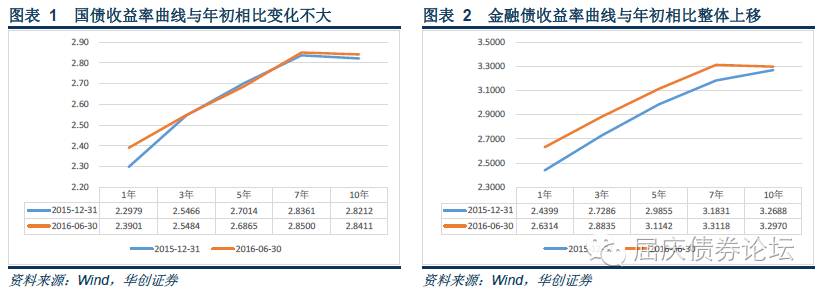 图表 1 国债收益率曲线与年初相比变化不大
2.90
2.80
2.70
2.60
2.50
2.40
2.30
2.20
1年 3年 5年 7年 10年
2015-12-31 2.2979 2.5466 2.7014 2.8361 2.8212
2016-06-30 2.3901 2.5484 2.6865 2.8500 2.8411
2015-12-31 2016-06-30
资料来源：Wind，华创证券
图表 2 金融债收益率曲线与年初相比整体上移
3.5000
3.3000
3.1000
2.9000
2.7000
2.5000
2.3000
1年 3年 5年 7年 10年
2015-12-31 2.4399 2.7286 2.9855 3.1831 3.2688
2016-06-30 2.6314 2.8835 3.1142 3.3118 3.2970
2015 2016-06-30
屈庆债券论坛
资料来源：Wind，华创证券